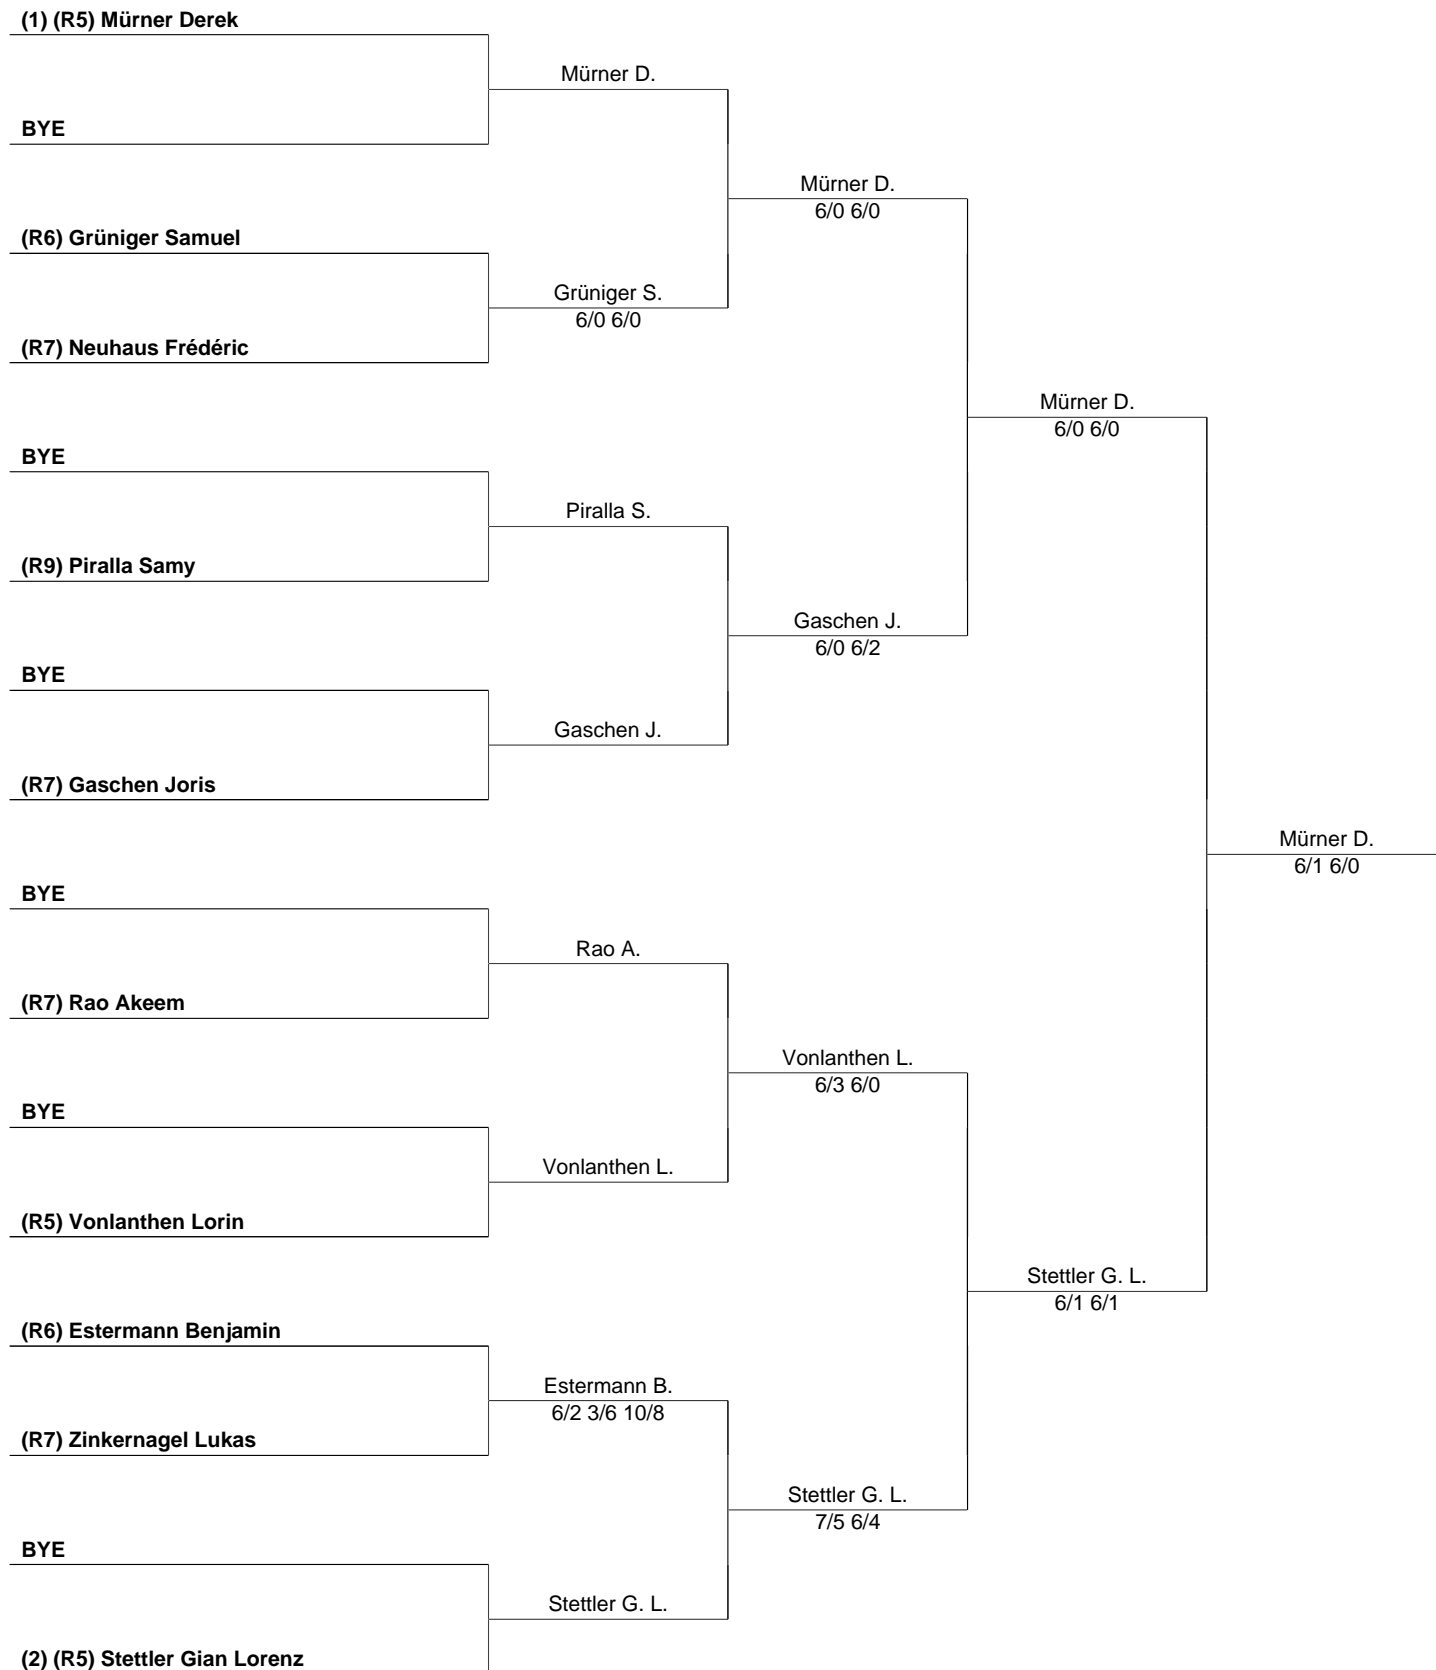 (1) (R5) Mürner Derek
Mürner D.
BYE
Mürner D.
6/0 6/0
(R6) Grüniger Samuel
Grüniger S.
6/0 6/0
(R7) Neuhaus Frédéric
Mürner D.
6/0 6/0
BYE
Piralla S.
(R9) Piralla Samy
Gaschen J.
6/0 6/2
BYE
Gaschen J.
(R7) Gaschen Joris
Mürner D.
6/1 6/0
BYE
Rao A.
(R7) Rao Akeem
Vonlanthen L.
6/3 6/0
BYE
Vonlanthen L.
(R5) Vonlanthen Lorin
Stettler G. L.
6/1 6/1
(R6) Estermann Benjamin
Estermann B.
6/2 3/6 10/8
(R7) Zinkernagel Lukas
Stettler G. L.
7/5 6/4
BYE
Stettler G. L.
(2) (R5) Stettler Gian Lorenz